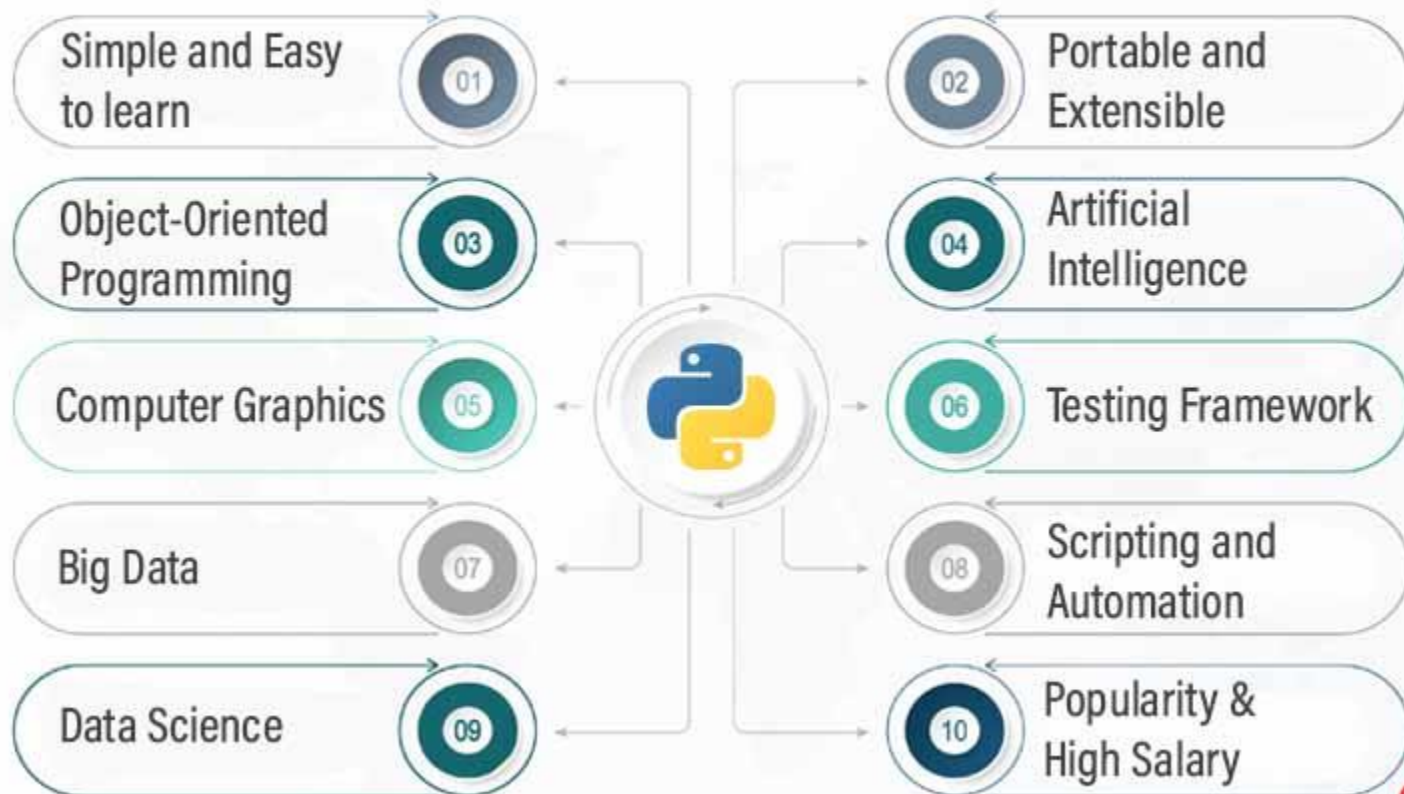 Simple and Easy
to learn
01
02
Portable and
Extensible
Object-Oriented
Programming
03
04
Artificial
Intelligence
Computer Graphics
05
06
Testing Framework
Big Data
07
08
Scripting and
Automation
Data Science
09
10
Popularity &
High Salary